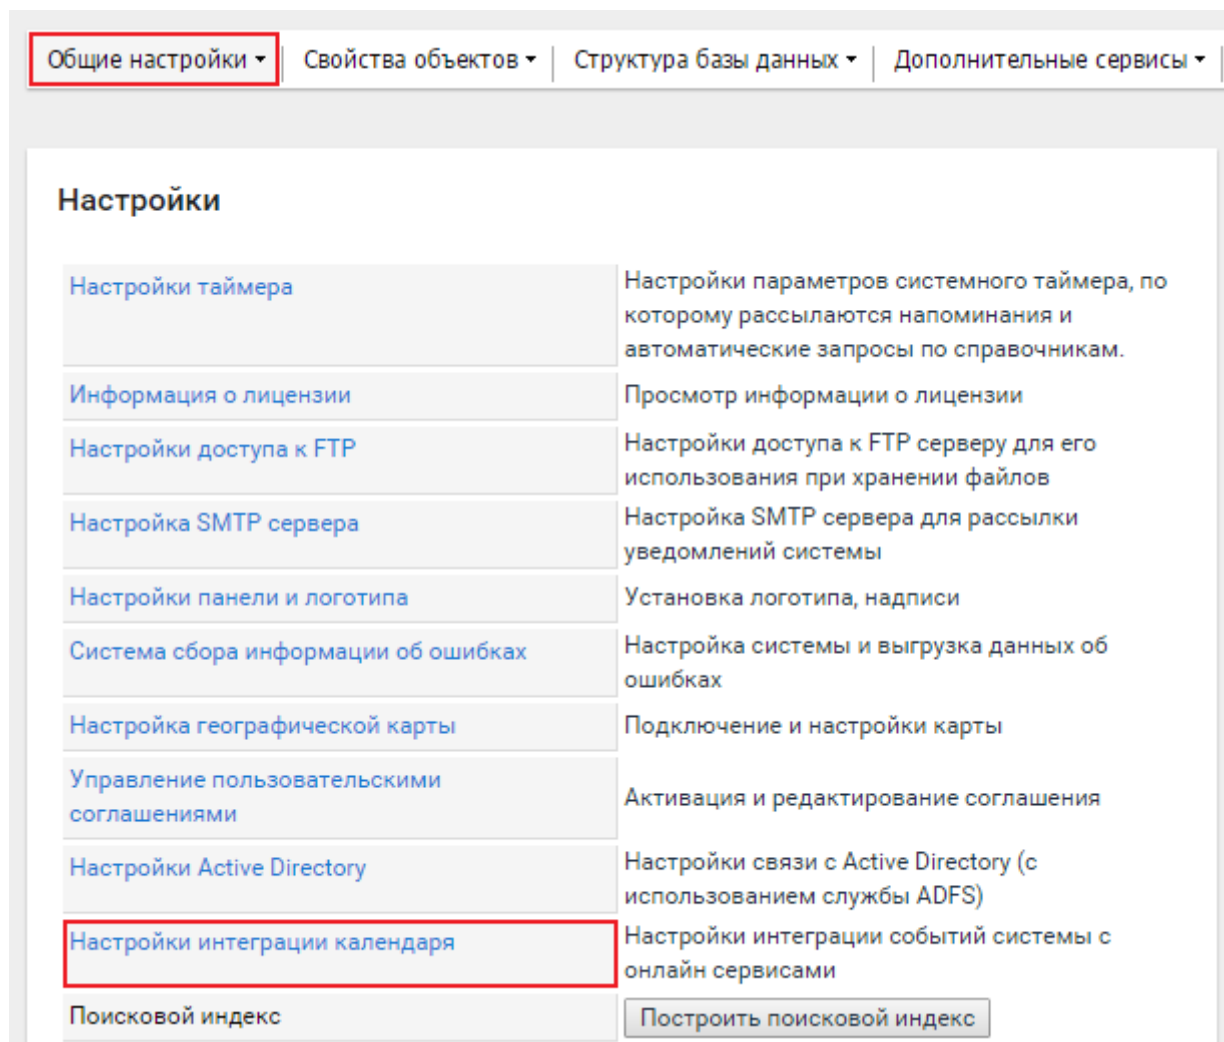 Общие настройки
Свойства объектов
Структура базы данных
Дополнительные сервисы
Настройки
Настройки таймера
Настройки параметров системного таймера, по
которому рассылаются напоминания и
автоматические запросы по справочникам.
Информация о лицензии
Просмотр информации о лицензии
Настройки доступа к FTP
Настройки доступа к FTP серверу для его
использования при хранении файлов
Настройка SMTP сервера
Настройка SMTP сервера для рассылки
уведомлений системы
Настройки панели и логотипа
Установка логотипа, надписи
Система сбора информации об ошибках
Настройка системы и выгрузка данных об
ошибках
Настройка географической карты
Подключение и настройки карты
Управление пользовательскими
соглашениями
Активация и редактирование соглашения
Настройки Active Directory
Настройки связи с Active Directory (с
использованием службы ADFS)
Настройки интеграции календаря
Настройки интеграции событий системы с
онлайн сервисами
Поисковой индекс
Построить поисковой индекс